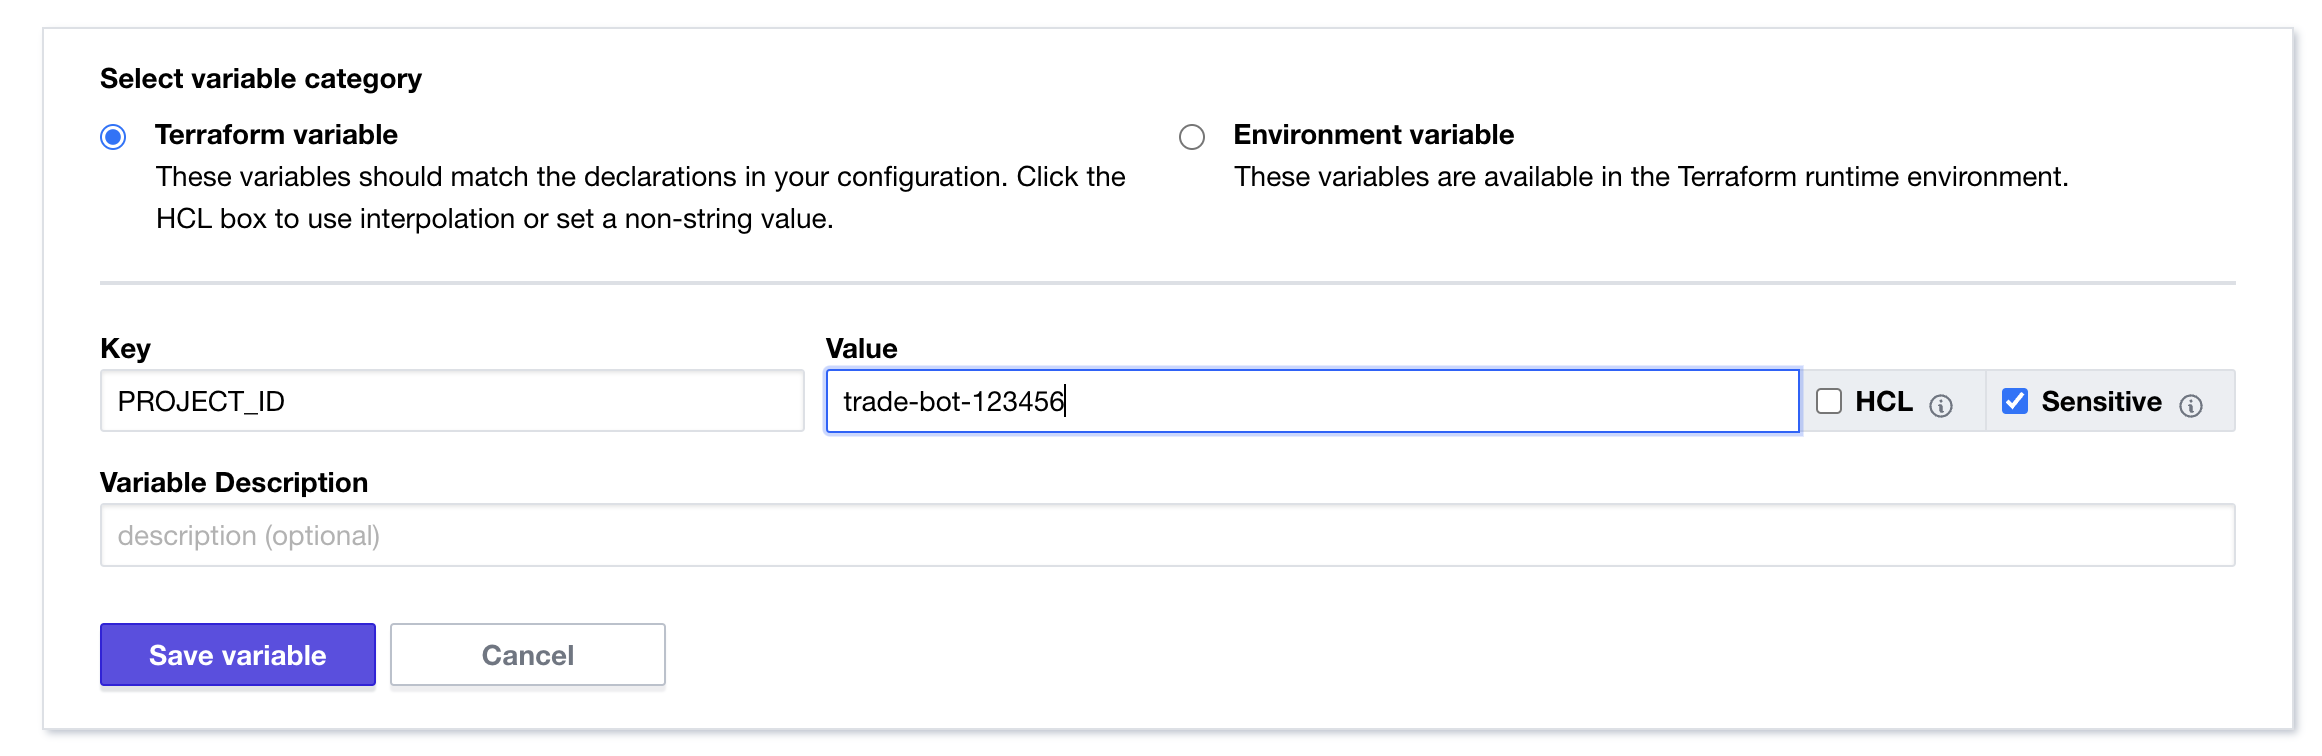 Select variable category
Terraform variable
These variables should match the declarations in your configuration. Click the
HCL box to use interpolation or set a non-string value.
Environment variable
These variables are available in the Terraform runtime environment.
Key
PROJECT_ID
Value
trade-bot-123456
HCL
Sensitive
Variable Description
description (optional)
Save variable
Cancel